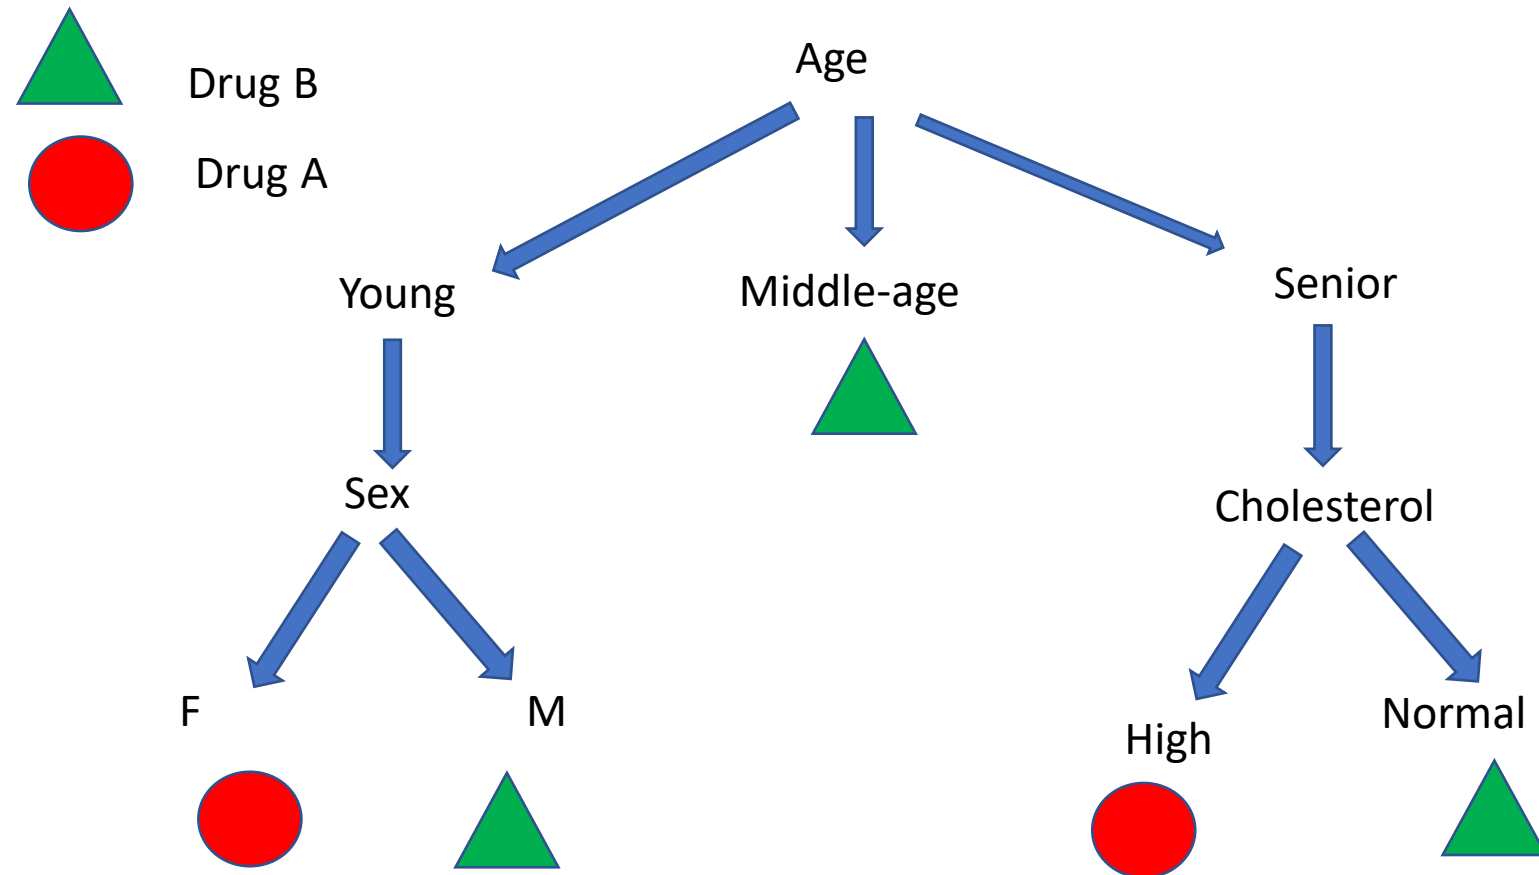 Drug B
Drug A
Age
Young
Middle-age
Senior
Sex
Cholesterol
F
M
High
Normal